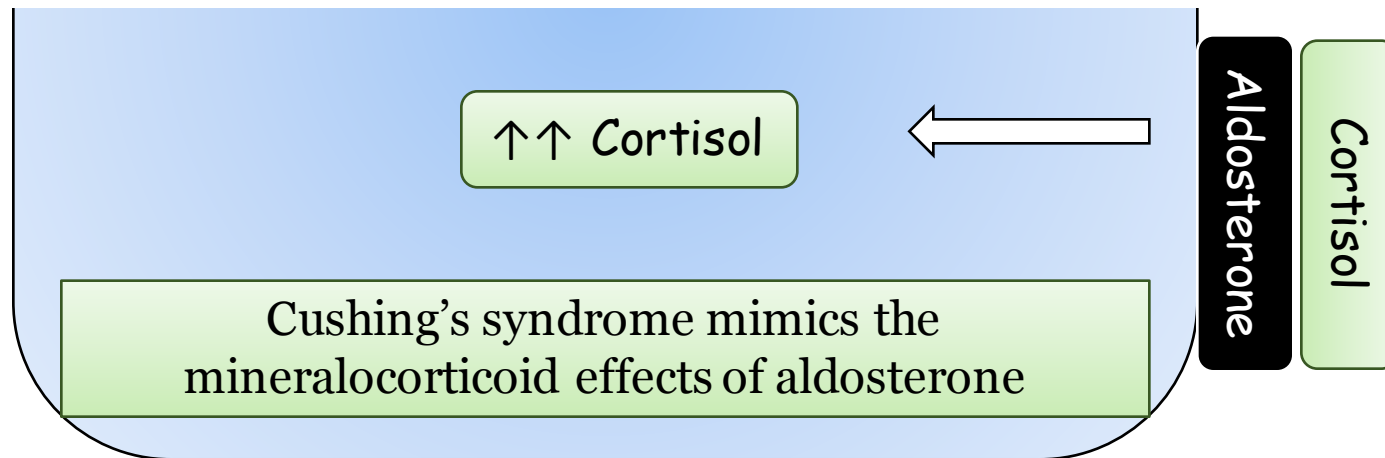 ↑↑ Cortisol
Cushing’s syndrome mimics the
mineralocorticoid effects of aldosterone
Aldosterone
Cortisol